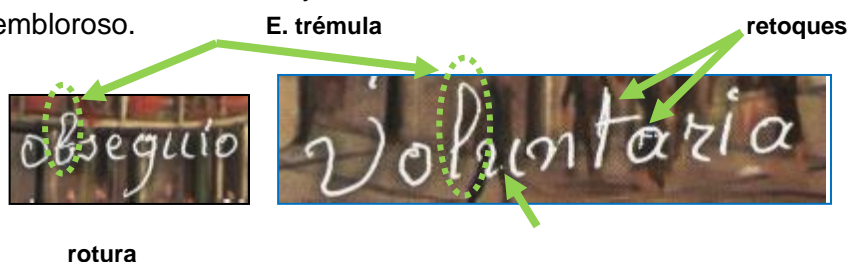 embloroso.
E. trémula
retoques
obsequio
Voluntaria
rotura